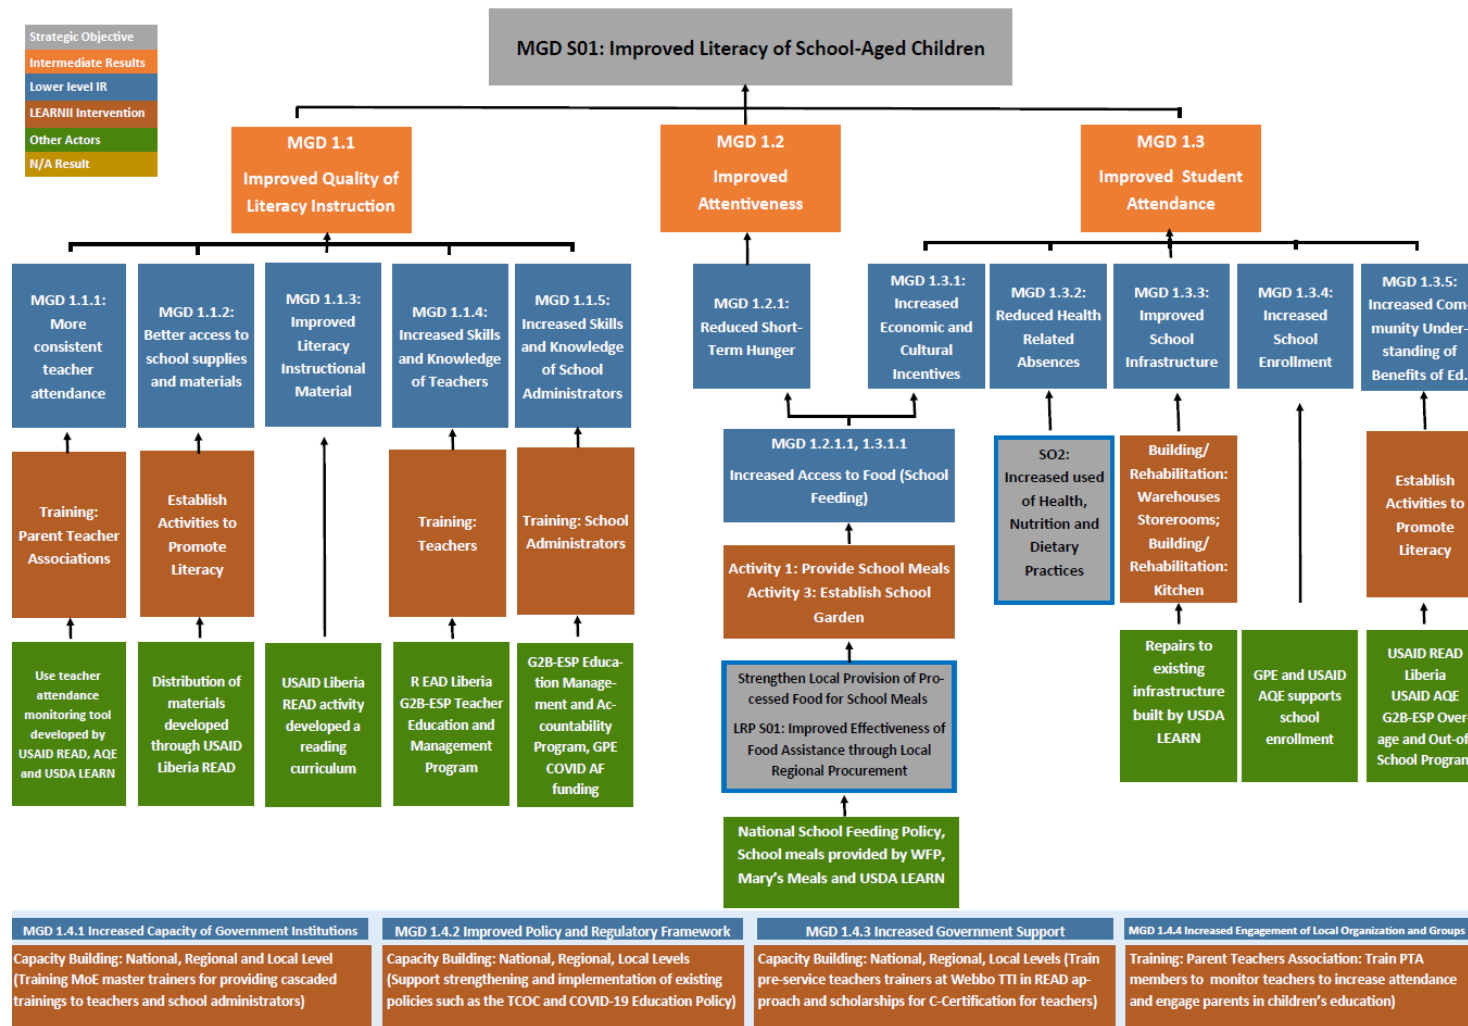 Strategic Objective
Intermediate Results
Lower level IR
LEARNII Intervention
Other Actors
N/A Result
MGD S01: Improved Literacy of School-Aged Children
MGD 1.1
Improved Quality of
Literacy Instruction
MGD 1.2
Improved
Attentiveness
MGD 1.3
Improved Student
Attendance
MGD 1.1.1:
More
consistent
teacher
attendance
MGD 1.1.2:
Better access to
school supplies
and materials
MGD 1.1.3:
Improved
Literacy
Instructional
Material
MGD 1.1.4:
Increased Skills
and Knowledge
of Teachers
MGD 1.1.5:
Increased Skills
and Knowledge
of School
Administrators
MGD 1.2.1:
Reduced Short-
Term Hunger
MGD 1.3.1:
Increased
Economic and
Cultural
Incentives
MGD 1.3.2:
Reduced Health
Related
Absences
MGD 1.3.3:
Improved
School
Infrastructure
MGD 1.3.4:
Increased
School
Enrollment
MGD 1.3.5:
Increased Com-
munity Under-
standing of
Benefits of Ed.
MGD 1.2.1.1, 1.3.1.1
Increased Access to Food (School
Feeding)
Training:
Parent Teacher
Associations
Establish
Activities to
Promote
Literacy
Training:
Teachers
Training: School
Administrators
Activity 1: Provide School Meals
Activity 3: Establish School
Garden
SO2:
Increased used
of Health,
Nutrition and
Dietary
Practices
Building/
Rehabilitation:
Warehouses
Storerooms;
Building/
Rehabilitation:
Kitchen
Establish
Activities to
Promote
Literacy
Use teacher
attendance
monitoring tool
developed by
USAID READ, AQE
and USDA LEARN
Distribution of
materials
developed
through USAID
Liberia READ
USAID Liberia
READ activity
developed a
reading
curriculum
R EAD Liberia
G2B-ESP Teacher
Education and
Management
Program
G2B-ESP Educa-
tion Manage-
ment and Ac-
countability
Program, GPE
COVID AF
funding
Strengthen Local Provision of Pro-
cessed Food for School Meals
LRP S01: Improved Effectiveness of
Food Assistance through Local
Regional Procurement
Repairs to
existing
infrastructure
built by USDA
LEARN
GPE and USAID
AQE supports
school
enrollment
USAID READ
Liberia
USAID AQE
G2B-ESP Over-
age and Out-of-
School Program
National School Feeding Policy,
School meals provided by WFP,
Mary's Meals and USDA LEARN
MGD 1.4.1 Increased Capacity of Government Institutions
Capacity Building: National, Regional and Local Level
(Training MoE master trainers for providing cascaded
trainings to teachers and school administrators)
MGD 1.4.2 Improved Policy and Regulatory Framework
Capacity Building: National, Regional, Local Levels
(Support strengthening and implementation of existing
policies such as the TCOC and COVID-19 Education Policy)
MGD 1.4.3 Increased Government Support
Capacity Building: National, Regional, Local Levels (Train
pre-service teachers trainers at Webbo TTI in READ ap-
proach and scholarships for C-Certification for teachers)
MGD 1.4.4 Increased Engagement of Local Organization and Groups
Training: Parent Teachers Association: Train PTA
members to monitor teachers to increase attendance
and engage parents in children's education)